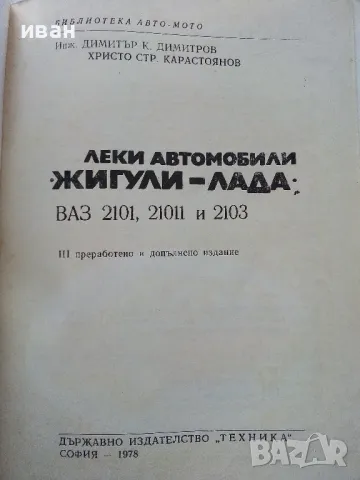 БИБЛИОТЕКА АВТО-МОТО
иван
Инж. ДИМИТЪР К. ДИМИТРОВ
ХРИСТО СТР. КАРАСТОЯНОВ
ЛЕКИ АВТОМОБИЛИ
„ЖИГУЛИ-ЛАДА“
ВАЗ 2101, 21011 и 2103
III преработено и допълнено издание
ДЪРЖАВНО ИЗДАТЕЛСТВО „ТЕХНИКА“
СОФИЯ — 1978
BAZAR